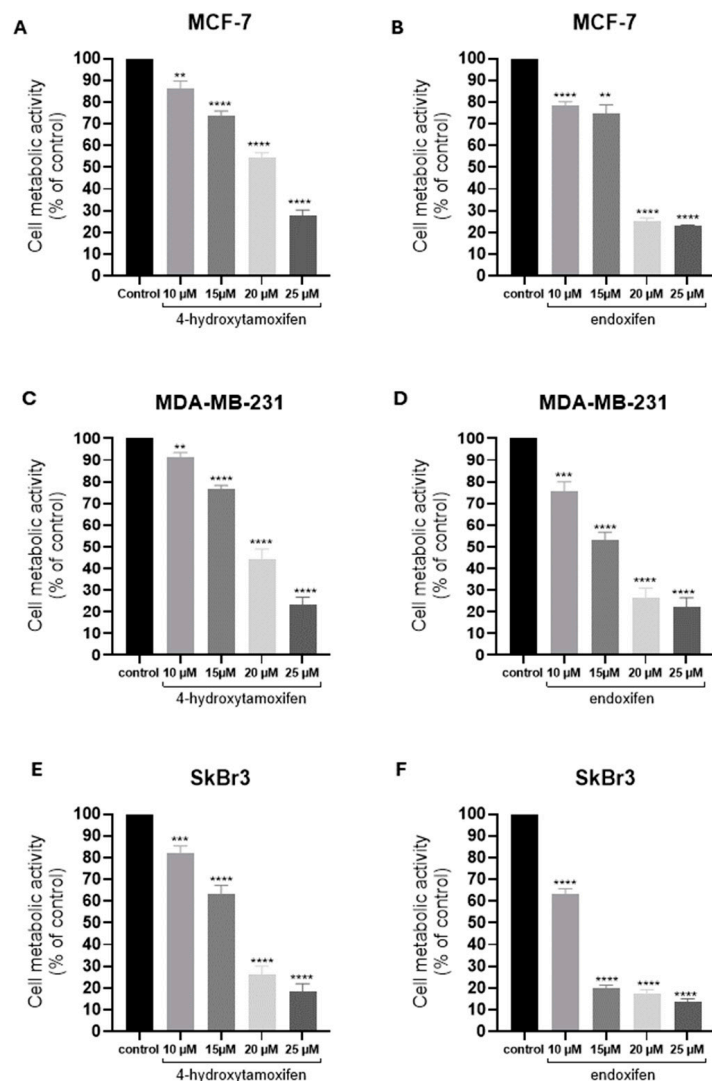 A
MCF-7
Cell metabolic activity
(% of control)
100
90
80
70
60
50
40
30
20
10
0
**
****
****
****
Control 10 µM 15µM 20 µM 25 µM
4-hydroxytamoxifen
B
MCF-7
Cell metabolic activity
(% of control)
100
90
80
70
60
50
40
30
20
10
0
****
**
****
****
Control 10 µM 15µM 20 µM 25 µM
endoxifen
C
MDA-MB-231
Cell metabolic activity
(% of control)
100
90
80
70
60
50
40
30
20
10
0
**
****
****
****
control 10 µM 15µM 20 µM 25 µM
4-hydroxytamoxifen
D
MDA-MB-231
Cell metabolic activity
(% of control)
100
90
80
70
60
50
40
30
20
10
0
***
****
****
****
control 10 µM 15µM 20 µM 25 µM
endoxifen
E
SkBr3
Cell metabolic activity
(% of control)
100
90
80
70
60
50
40
30
20
10
0
***
****
****
****
control 10 µM 15µM 20 µM 25 µM
4-hydroxytamoxifen
F
SkBr3
Cell metabolic activity
(% of control)
100
90
80
70
60
50
40
30
20
10
0
****
****
****
****
control 10 µM 15µM 20 µM 25 µM
endoxifen